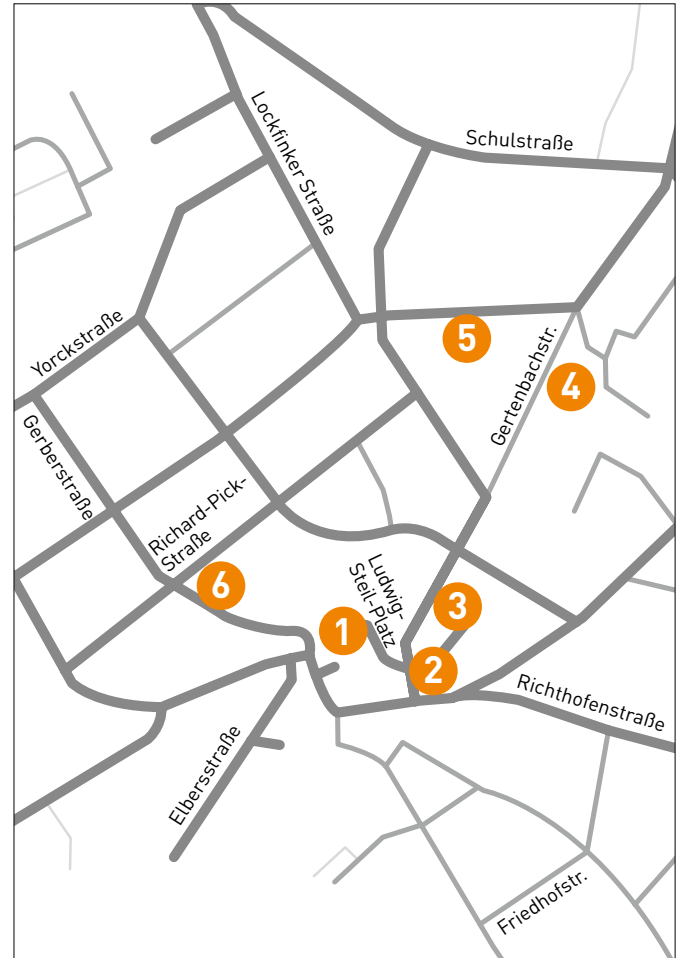 Lockfinker Straße
Schulstraße
Yorckstraße
5
Gertenbachstr.
4
Gerberstraße
Richard-Pick-
Straße
6
Ludwig-
Steil-Platz
1
3
2
Richthofenstraße
Elbersstraße
Friedhofstr.